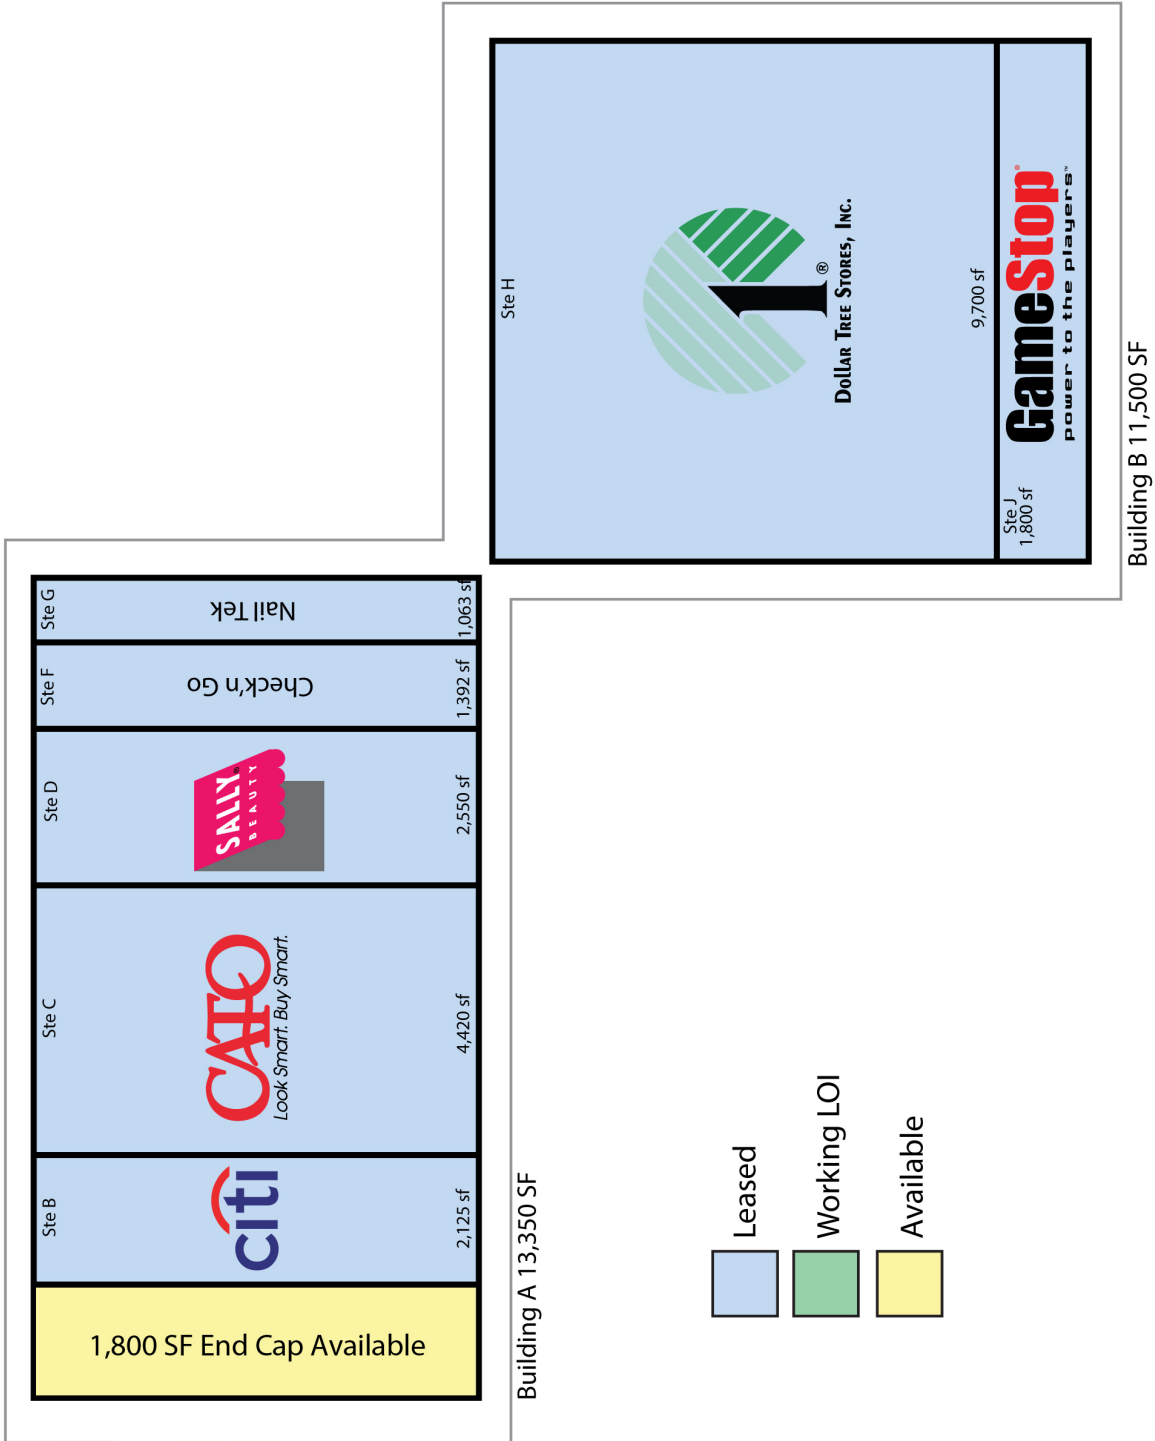 Ste H
DOLLAR TREE STORES, INC.
1
®
9,700 sf
Ste J
1,800 sf
GameStop
power to the players™
Building B 11,500 SF
1,800 SF End Cap Available
Ste B
citi
2,125 sf
Ste C
CATO
Look Smart. Buy Smart.
4,420 sf
Ste D
SALLY
BEAUTY
2,550 sf
Ste F
Check'n Go
1,392 sf
Ste G
Nail Tek
1,063 sf
Building A 13,350 SF
Leased
Working LOI
Available